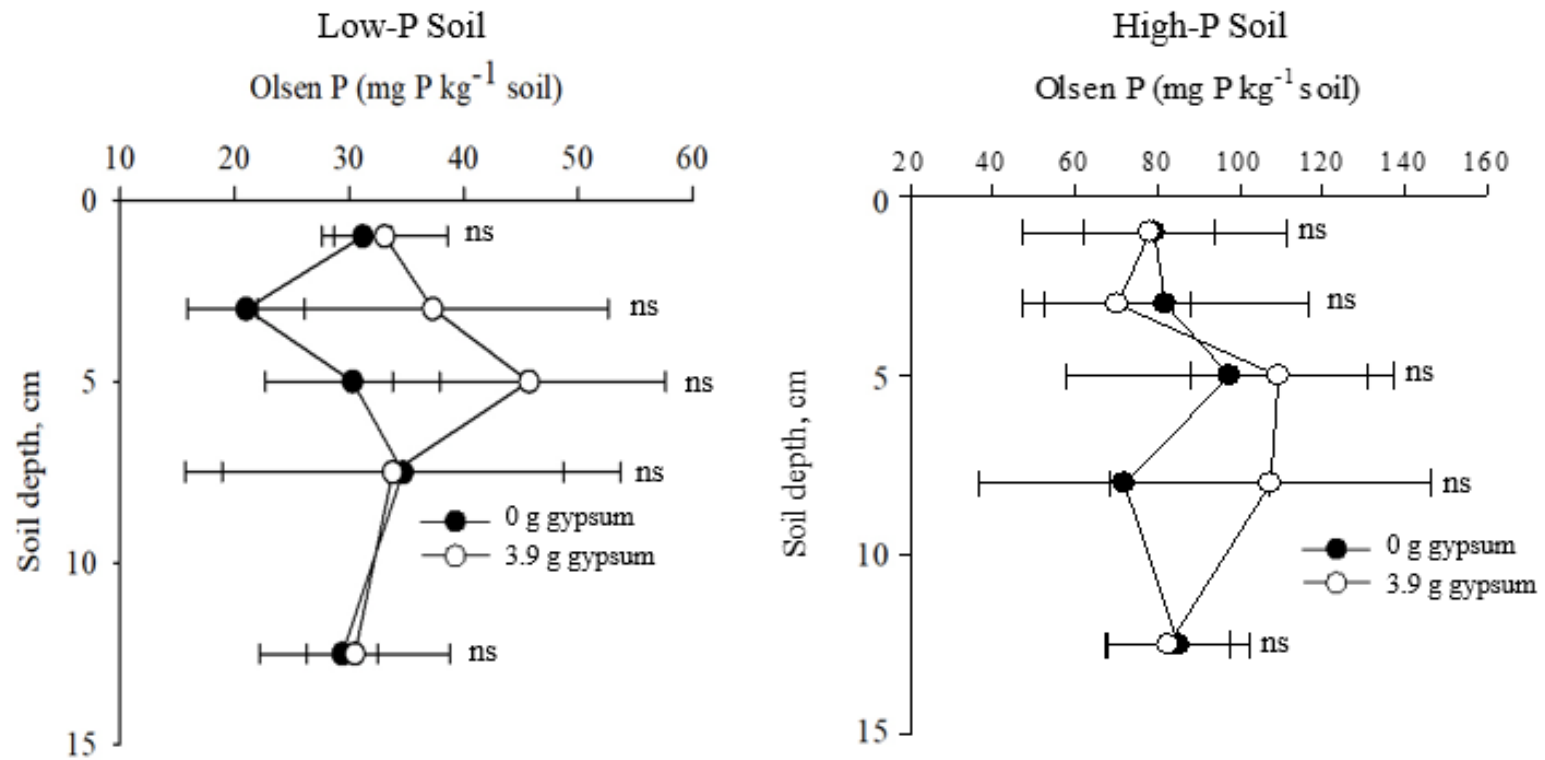 Low-P Soil
Olsen P (mg P kg-1 soil)
10 20 30 40 50 60
0
5
10
15
Soil depth, cm
ns
ns
ns
ns
0 g gypsum
3.9 g gypsum
ns
High-P Soil
Olsen P (mg P kg-1 soil)
20 40 60 80 100 120 140 160
0
5
10
15
Soil depth, cm
ns
ns
ns
ns
0 g gypsum
3.9 g gypsum
ns